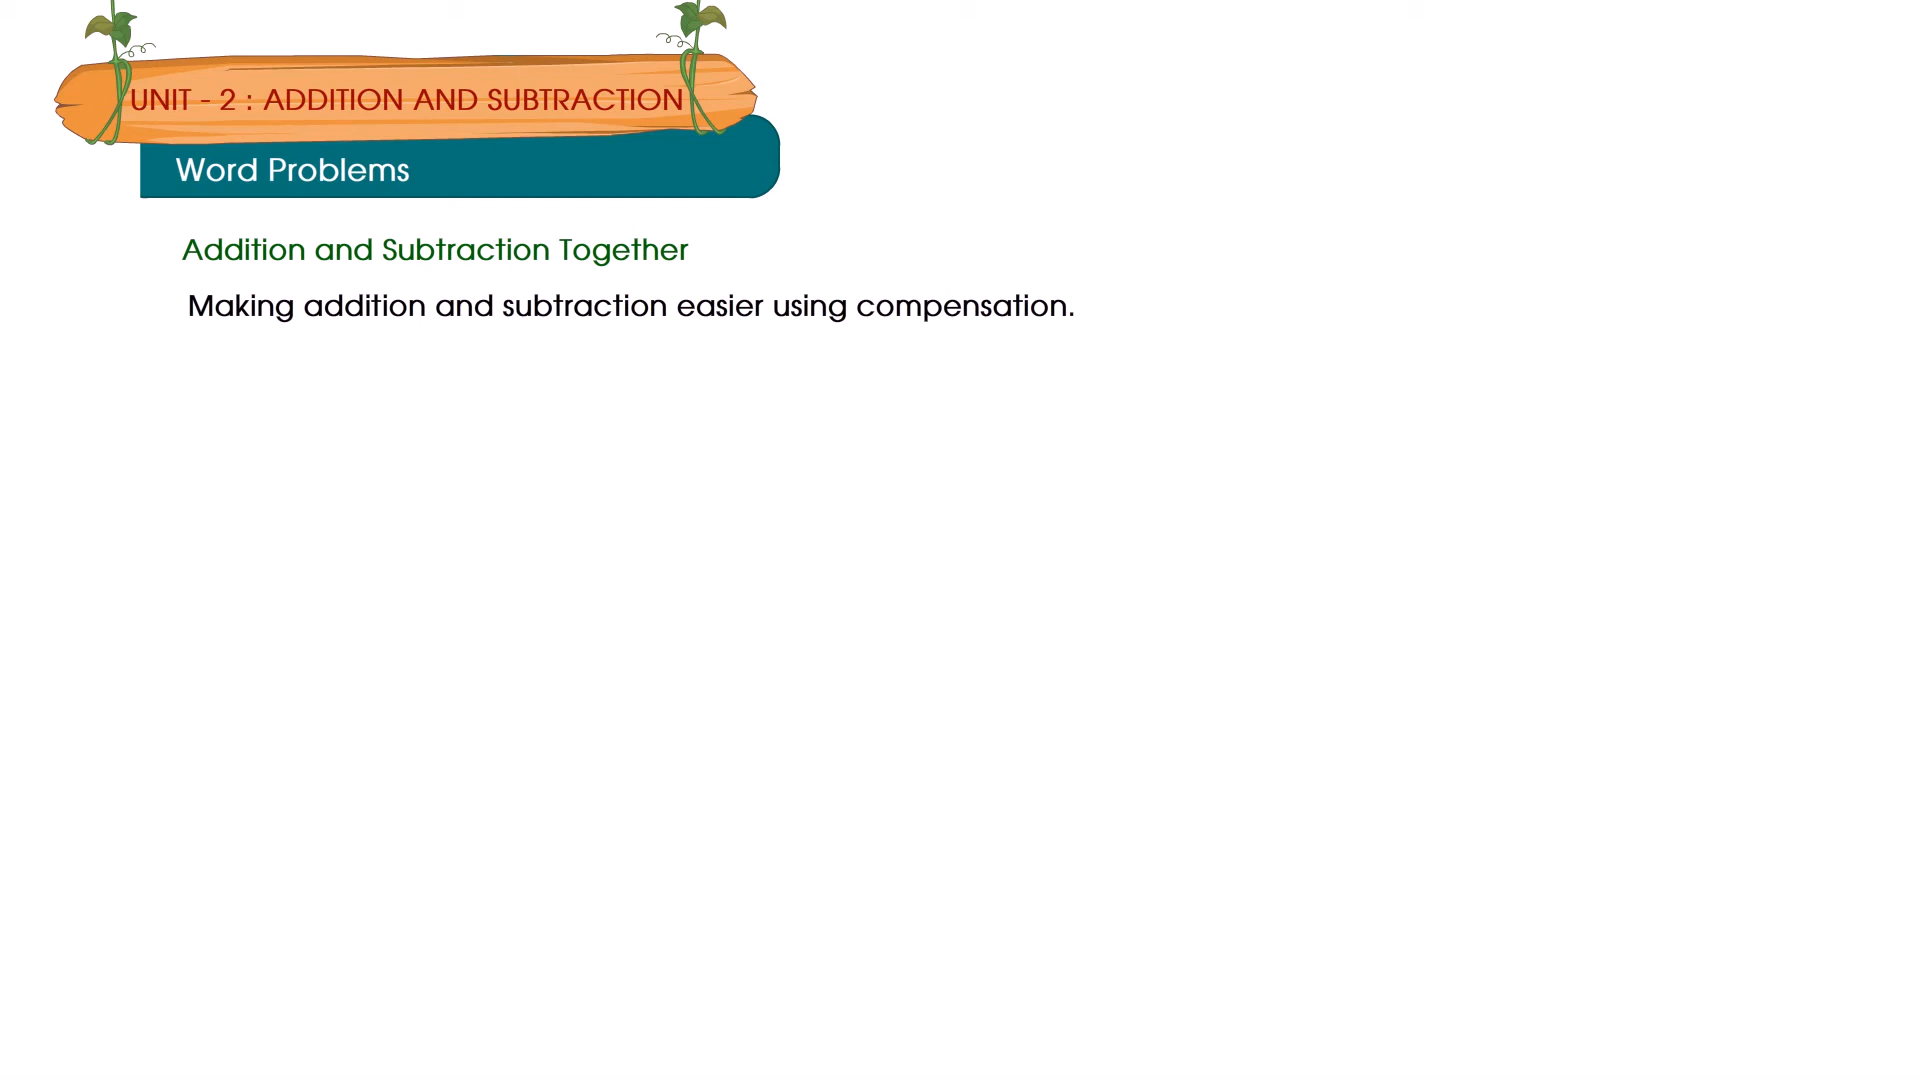 UNIT - 2 : ADDITION AND SUBTRACTION
Word Problems
Addition and Subtraction Together
Making addition and subtraction easier using compensation.